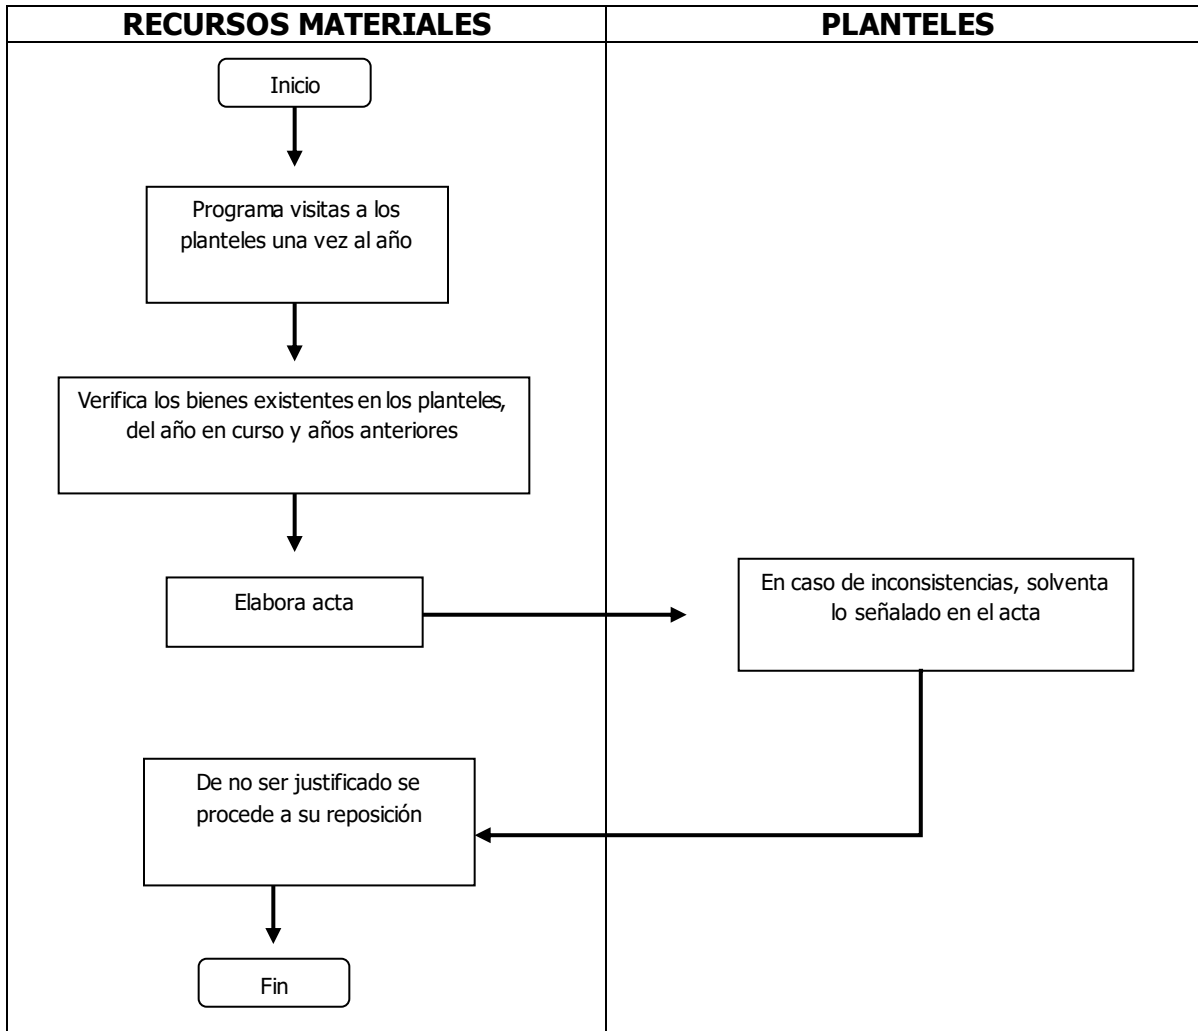 RECURSOS MATERIALES
PLANTELES
Inicio
Programa visitas a los
planteles una vez al año
Verifica los bienes existentes en los planteles,
del año en curso y años anteriores
Elabora acta
En caso de inconsistencias, solventa
lo señalado en el acta
De no ser justificado se
procede a su reposición
Fin